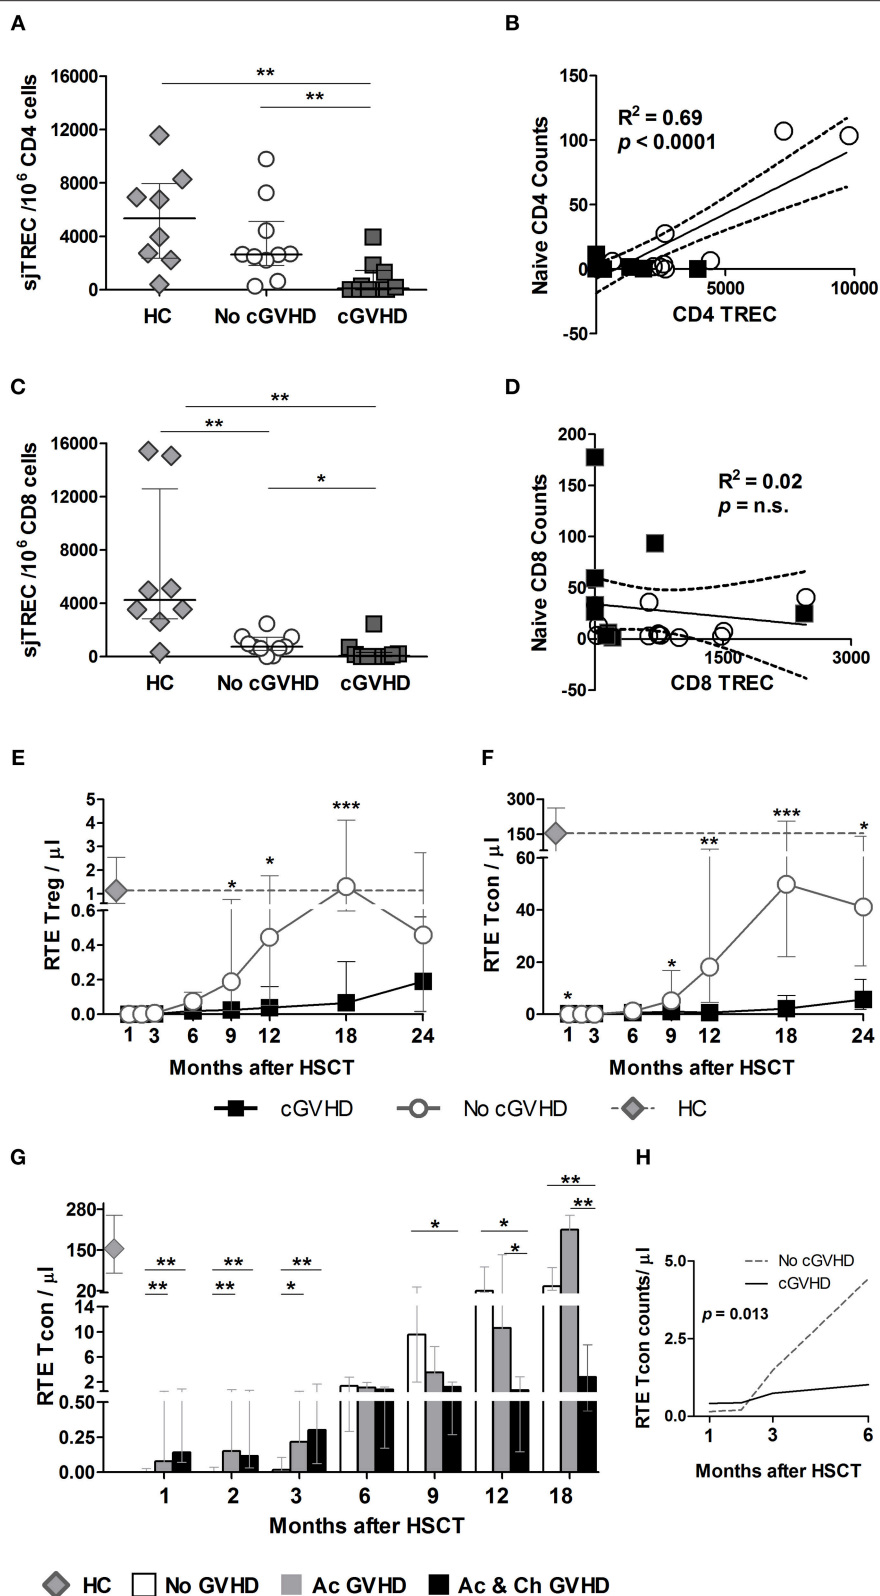 A
sjTREC /10^6 CD4 cells
16000
12000
8000
4000
0
**
**
HC
No cGVHD
cGVHD
B
Naive CD4 Counts
150
100
50
0
-50
R^2 = 0.69
p < 0.0001
5000
10000
CD4 TREC
C
sjTREC /10^6 CD8 cells
16000
12000
8000
4000
0
**
**
*
HC
No cGVHD
cGVHD
D
Naive CD8 Counts
200
150
100
50
0
-50
R^2 = 0.02
p = n.s.
1500
3000
CD8 TREC
E
RTE Treg / µl
5
4
3
2
1
0.6
0.4
0.2
0.0
*
*
***
1 3 6 9 12 18 24
Months after HSCT
F
RTE Tcon / µl
300
150
60
40
20
0
*
*
**
***
*
1 3 6 9 12 18 24
Months after HSCT
cGVHD
No cGVHD
HC
G
RTE Tcon / µl
280
150
20
14
10
6
2
0.50
0.25
0.00
**
**
**
**
**
*
*
*
*
**
**
1 2 3 6 9 12 18
Months after HSCT
H
RTE Tcon counts/ µl
5.0
2.5
0.0
No cGVHD
cGVHD
p = 0.013
1 3 6
Months after HSCT
HC
No GVHD
Ac GVHD
Ac & Ch GVHD